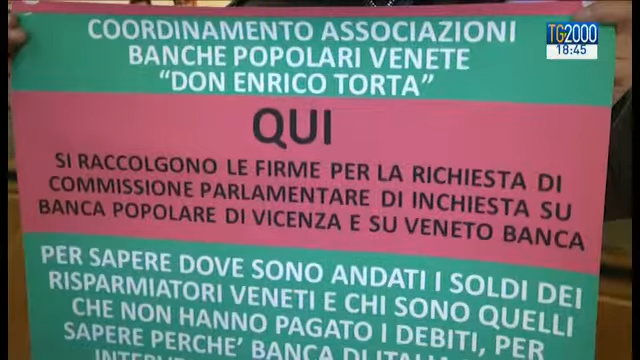 TG2000
18:45
COORDINAMENTO ASSOCIAZIONI
BANCHE POPOLARI VENETE
“DON ENRICO TORTA”
QUI
SI RACCOLGONO LE FIRME PER LA RICHIESTA DI
COMMISSIONE PARLAMENTARE DI INCHIESTA SU
BANCA POPOLARE DI VICENZA E SU VENETO BANCA
PER SAPERE DOVE SONO ANDATI I SOLDI DEI
RISPARMIATORI VENETI E CHI SONO QUELLI
CHE NON HANNO PAGATO I DEBITI, PER
SAPERE PERCHE’ BANCA D'ITALIA